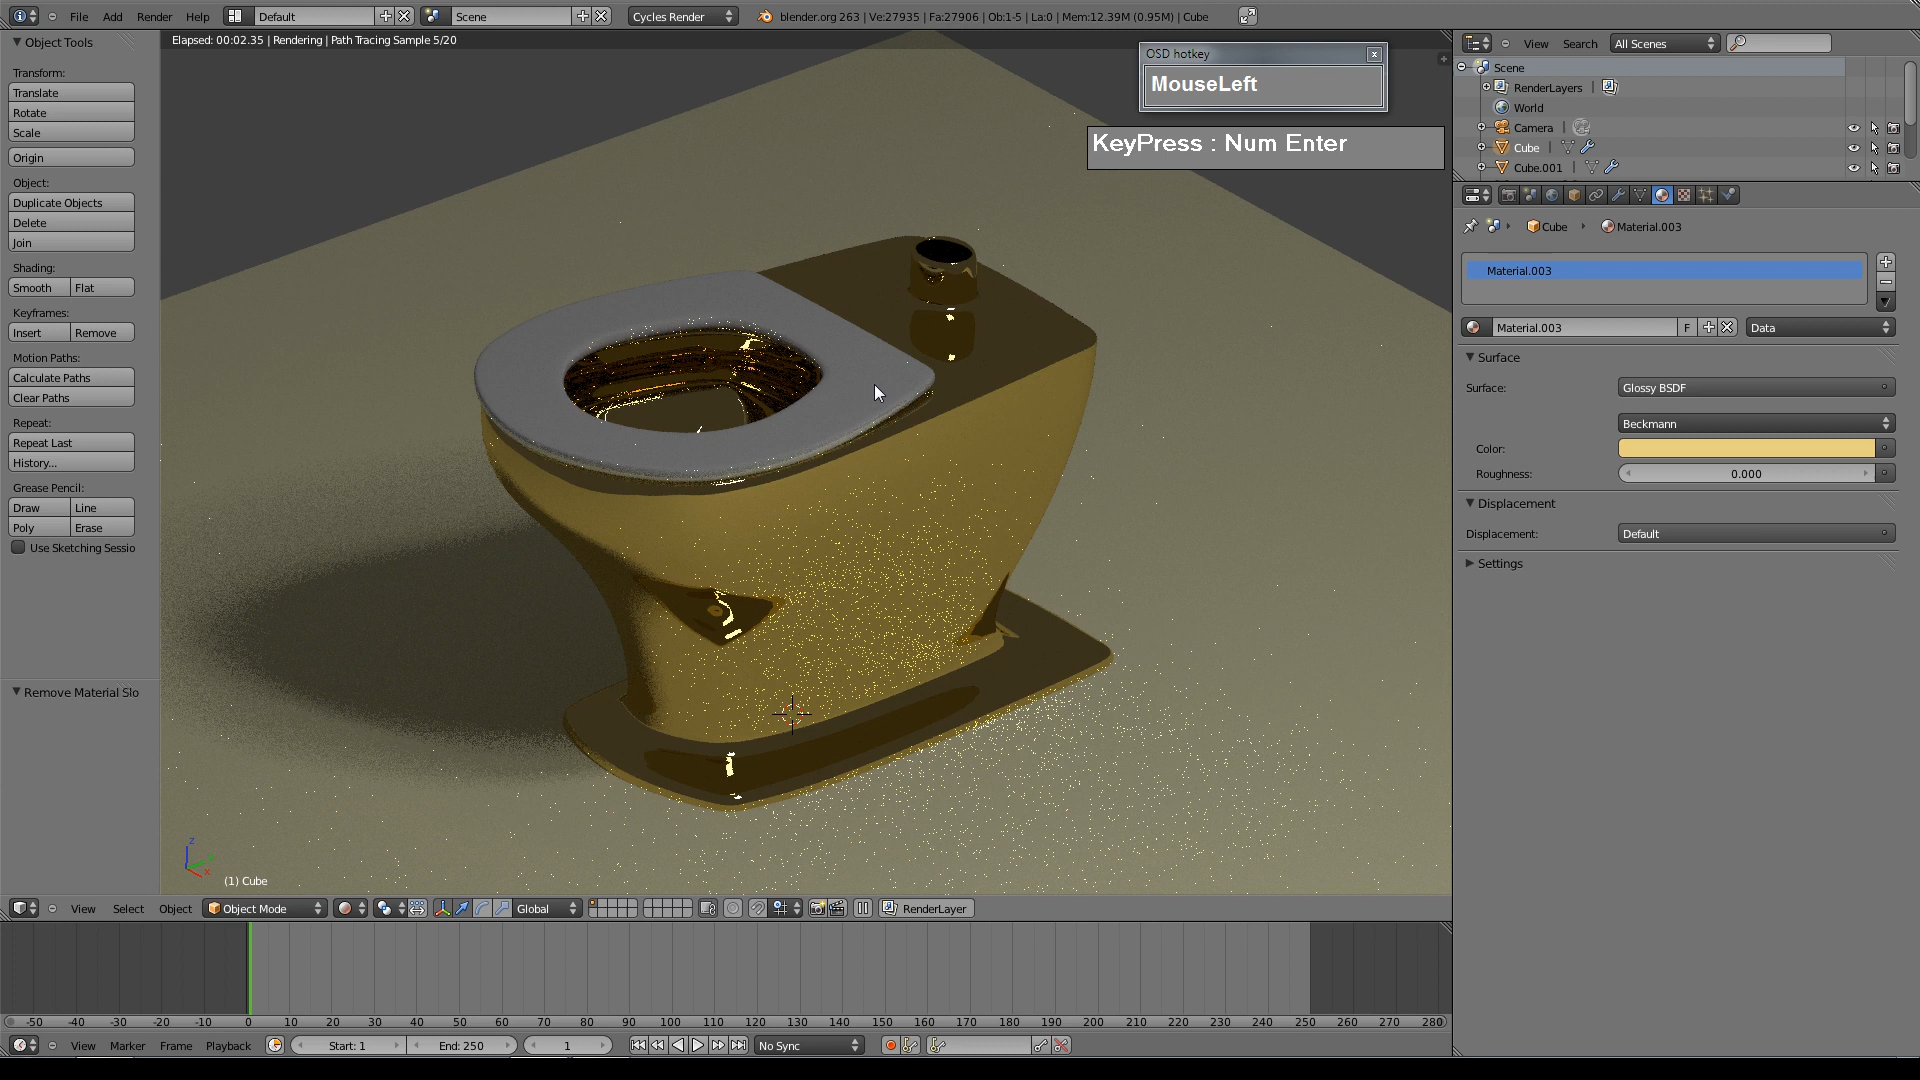 File Add Render Help Default Scene Cycles Render blender.org 263 | Ve:27935 | Fa:27906 | Ob:1-5 | La:0 | Mem:12.39M (0.95M) | Cube
Object Tools
Transform:
Translate
Rotate
Scale
Origin
Object:
Duplicate Objects
Delete
Join
Shading:
Smooth Flat
Keyframes:
Insert Remove
Motion Paths:
Calculate Paths
Clear Paths
Repeat:
Repeat Last
History...
Grease Pencil:
Draw Line
Poly Erase
Use Sketching Sessio
Remove Material Slo
Elapsed: 00:02.35 | Rendering | Path Tracing Sample 5/20
OSD hotkey
MouseLeft
KeyPress : Num Enter
z
x
(1) Cube
View Select Object Object Mode Global RenderLayer
-50 -40 -30 -20 -10 0 10 20 30 40 50 60 70 80 90 100 110 120 130 140 150 160 170 180 190 200 210 220 230 240 250 260 270 280
View Marker Frame Playback Start: 1 End: 250 1 No Sync
View Search All Scenes
Scene
RenderLayers |
World
Camera |
Cube |
Cube.001 |
Cube Material.003
Material.003
Material.003 F Data
Surface
Surface: Glossy BSDF
Beckmann
Color:
Roughness: 0.000
Displacement
Displacement: Default
Settings